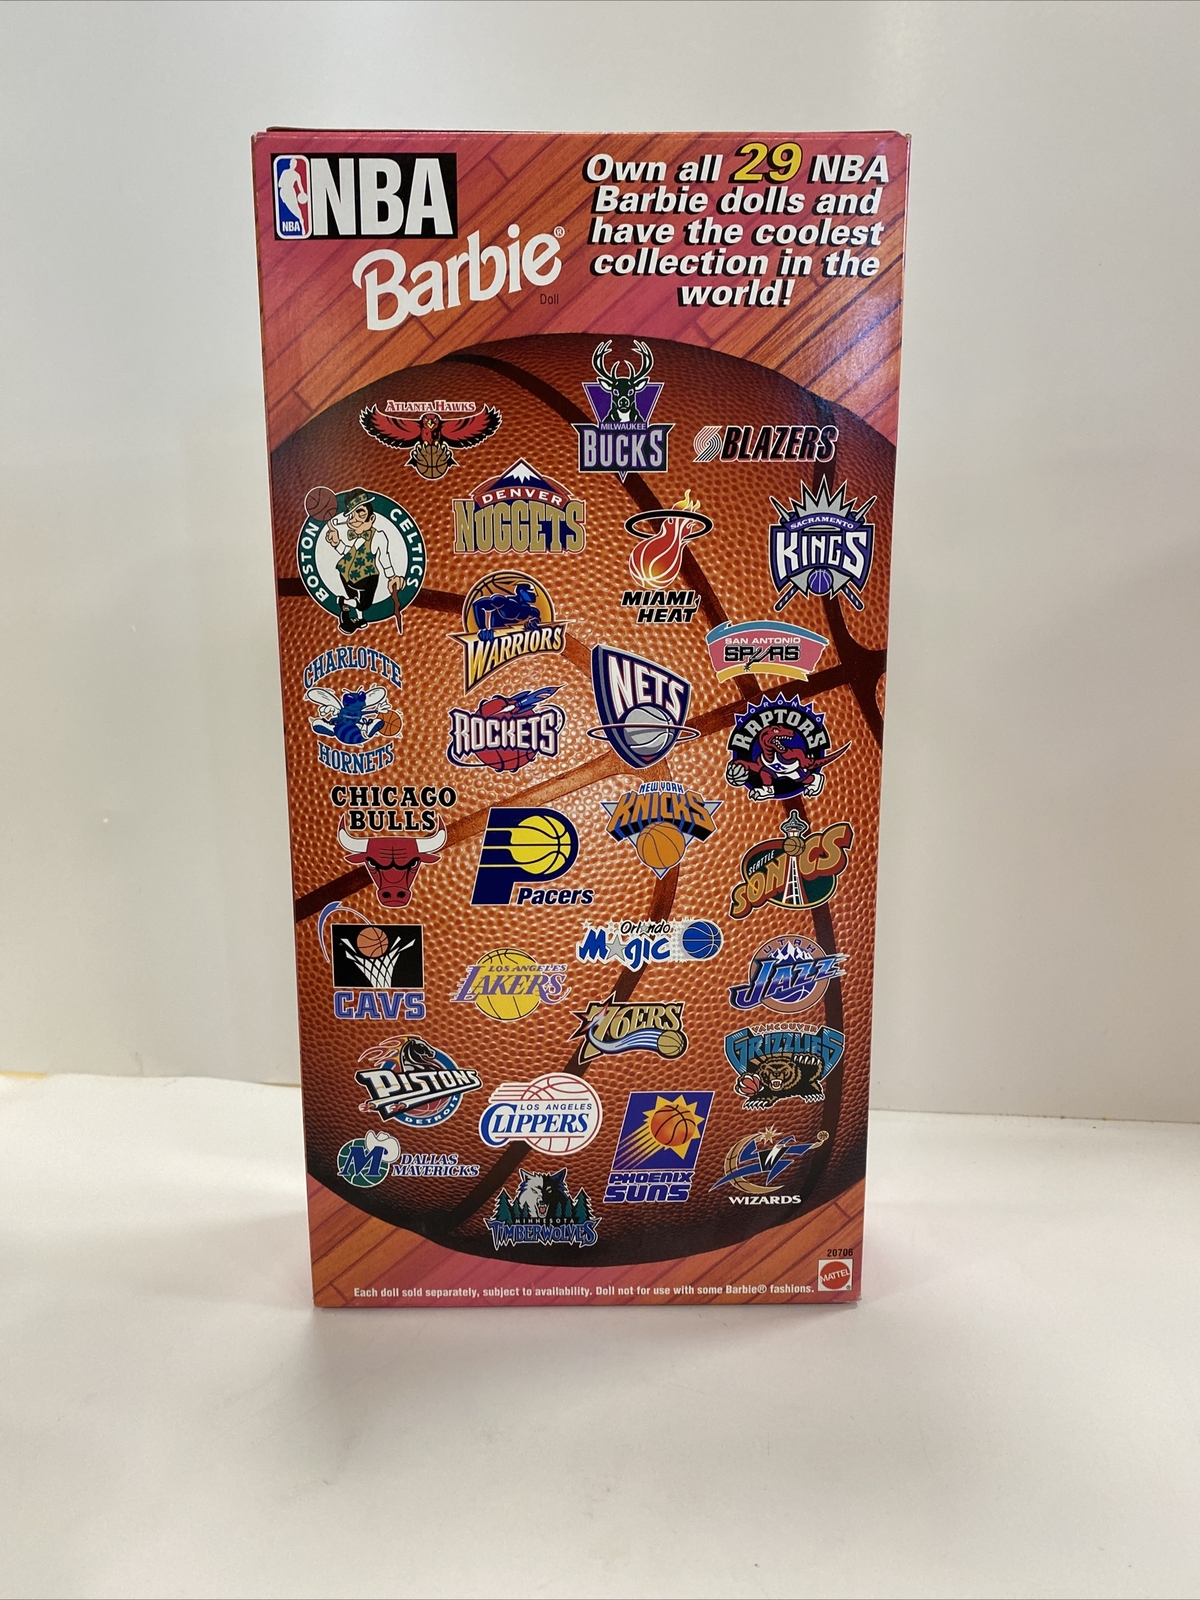 NBA
NBA
Barbie®
Doll
Own all 29 NBA
Barbie dolls and
have the coolest
collection in the
world!
ATLANTA HAWKS
MILWAUKEE
BUCKS
BLAZERS
BOSTON CELTICS
DENVER
NUGGETS
MIAMI
HEAT
SACRAMENTO
KINGS
WARRIORS
SAN ANTONIO
SPURS
CHARLOTTE
HORNETS
ROCKETS
NETS
TORONTO
RAPTORS
CHICAGO
BULLS
Pacers
NEW YORK
KNICKS
SEATTLE
SONICS
CAVS
LOS ANGELES
LAKERS
Orlando
Magic
UTAH
JAZZ
76ERS
VANCOUVER
GRIZZLIES
PISTONS
DETROIT
LOS ANGELES
CLIPPERS
PHOENIX
SUNS
M DALLAS
MAVERICKS
WIZARDS
MINNESOTA
TIMBERWOLVES
20706
MATTEL
®
Each doll sold separately, subject to availability. Doll not for use with some Barbie® fashions.